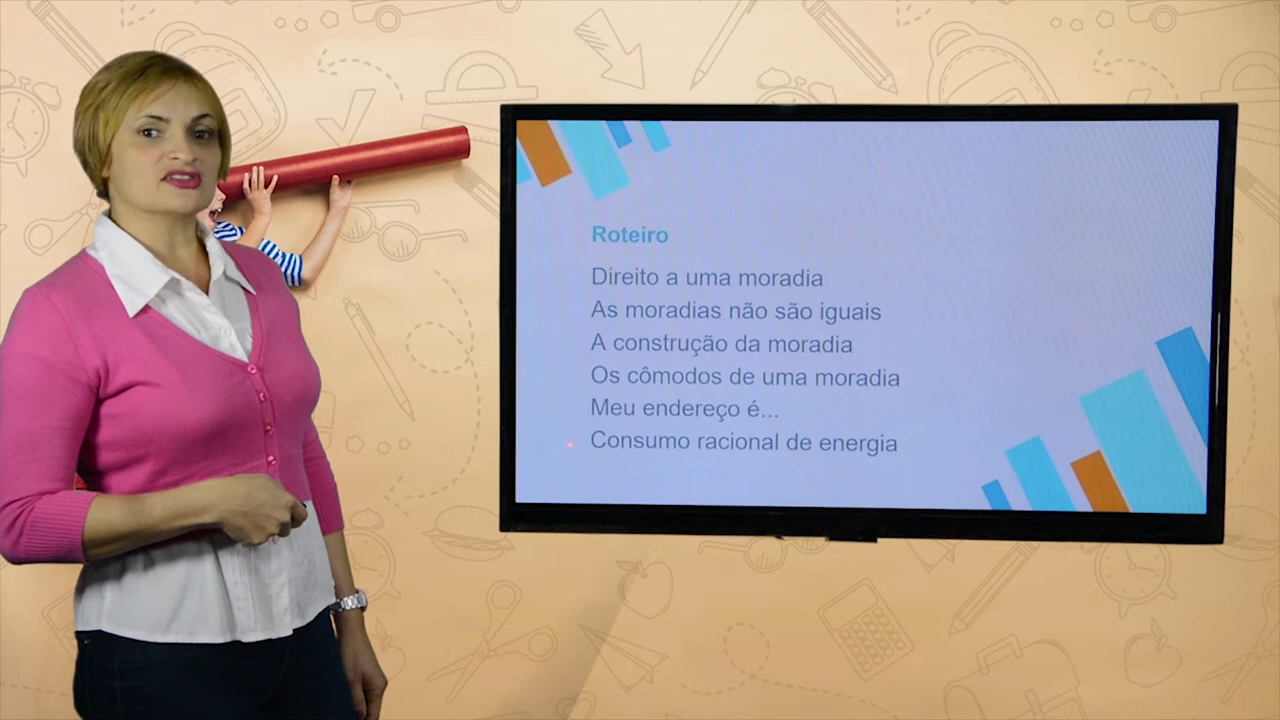 Roteiro
Direito a uma moradia
As moradias não são iguais
A construção da moradia
Os cômodos de uma moradia
Meu endereço é...
Consumo racional de energia